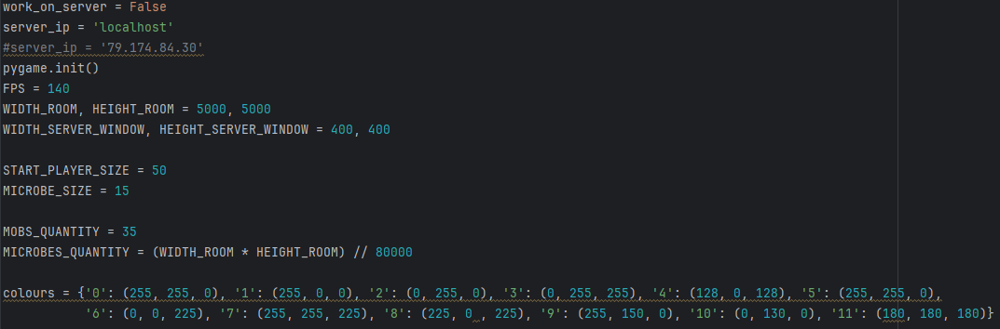 work_on_server = False
server_ip = 'localhost'
#server_ip = '79.174.84.30'
pygame.init()
FPS = 140
WIDTH_ROOM, HEIGHT_ROOM = 5000, 5000
WIDTH_SERVER_WINDOW, HEIGHT_SERVER_WINDOW = 400, 400
START_PLAYER_SIZE = 50
MICROBE_SIZE = 15
MOBS_QUANTITY = 35
MICROBES_QUANTITY = (WIDTH_ROOM * HEIGHT_ROOM) // 80000
colours = {'0': (255, 255, 0), '1': (255, 0, 0), '2': (0, 255, 0), '3': (0, 255, 255), '4': (128, 0, 128), '5': (255, 255, 0),
'6': (0, 0, 225), '7': (255, 255, 225), '8': (225, 0 , 225), '9': (255, 150, 0), '10': (0, 130, 0), '11': (180, 180, 180)}